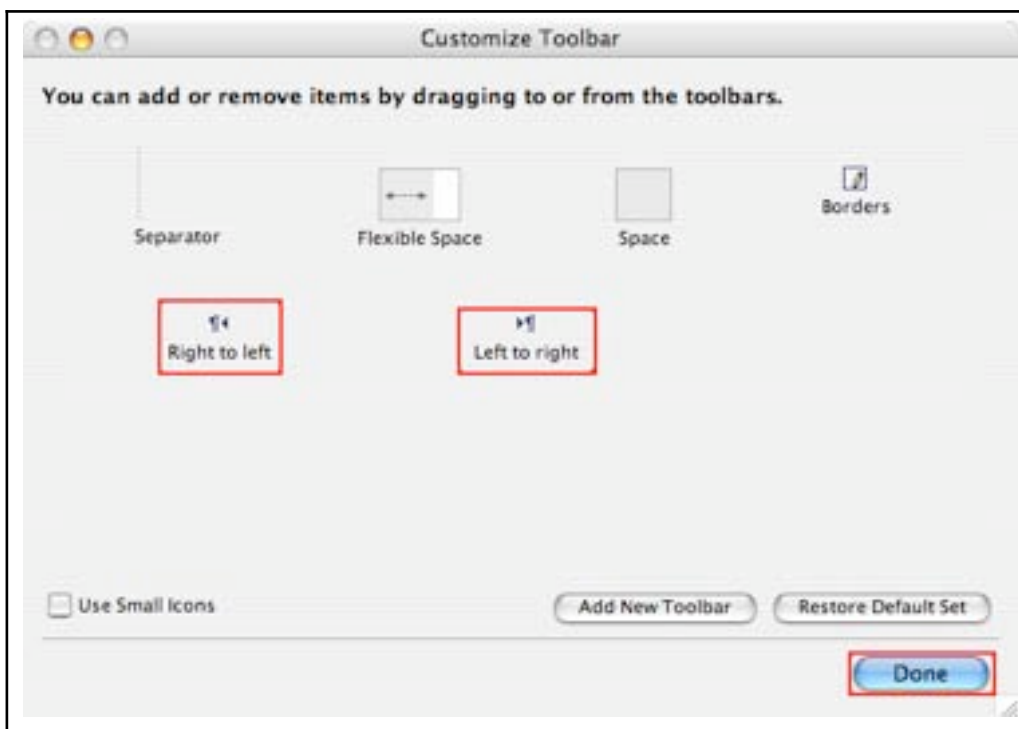 Customize Toolbar
You can add or remove items by dragging to or from the toolbars.
Separator
Flexible Space
Space
Borders
Right to left
Left to right
Use Small Icons
Add New Toolbar
Restore Default Set
Done